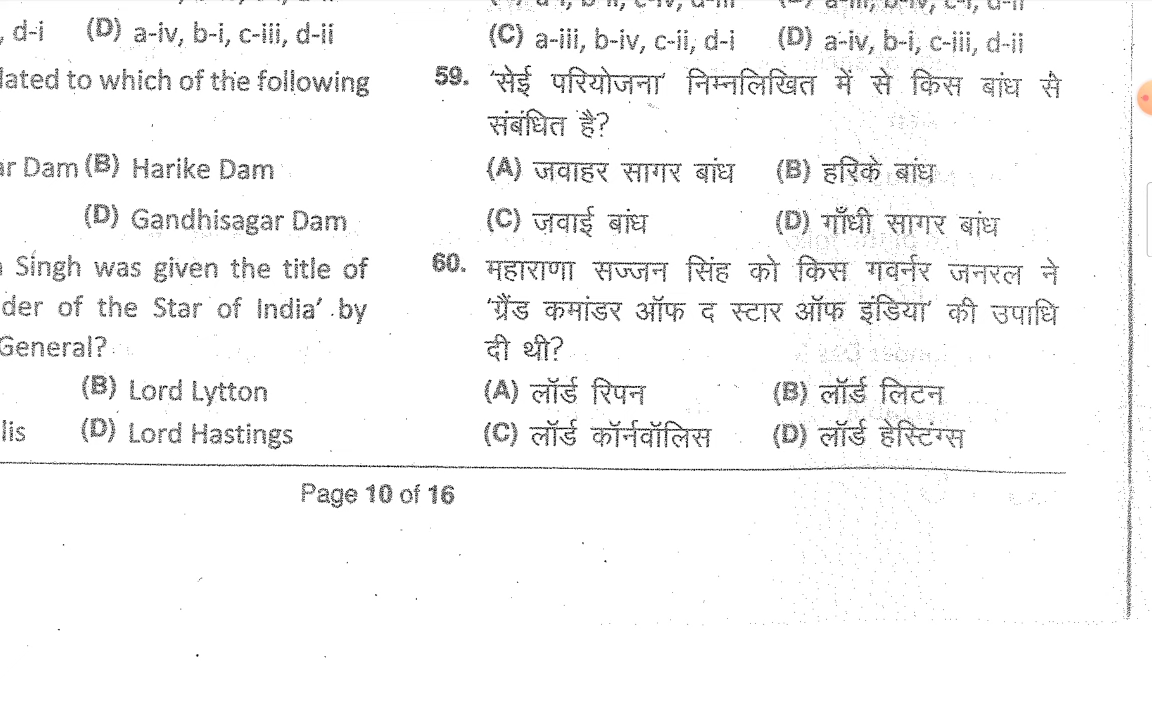 , d-i (D) a-iv, b-i, c-iii, d-ii
lated to which of the following
ar Dam (B) Harike Dam
(D) Gandhisagar Dam
Singh was given the title of
der of the Star of India' by
General?
(B) Lord Lytton
lis (D) Lord Hastings
(C) a-iii, b-iv, c-ii, d-i (D) a-iv, b-i, c-iii, d-ii
59. 'सेई परियोजना' निम्नलिखित में से किस बांध से
संबंधित है?
(A) जवाहर सागर बांध (B) हरिके बांध
(C) जवाई बांध (D) गाँधी सागर बांध
60. महाराणा सज्जन सिंह को किस गवर्नर जनरल ने
'ग्रैंड कमांडर ऑफ द स्टार ऑफ इंडिया' की उपाधि
दी थी?
(A) लॉर्ड रिपन (B) लॉर्ड लिटन
(C) लॉर्ड कॉर्नवॉलिस (D) लॉर्ड हेस्टिंग्स
Page 10 of 16